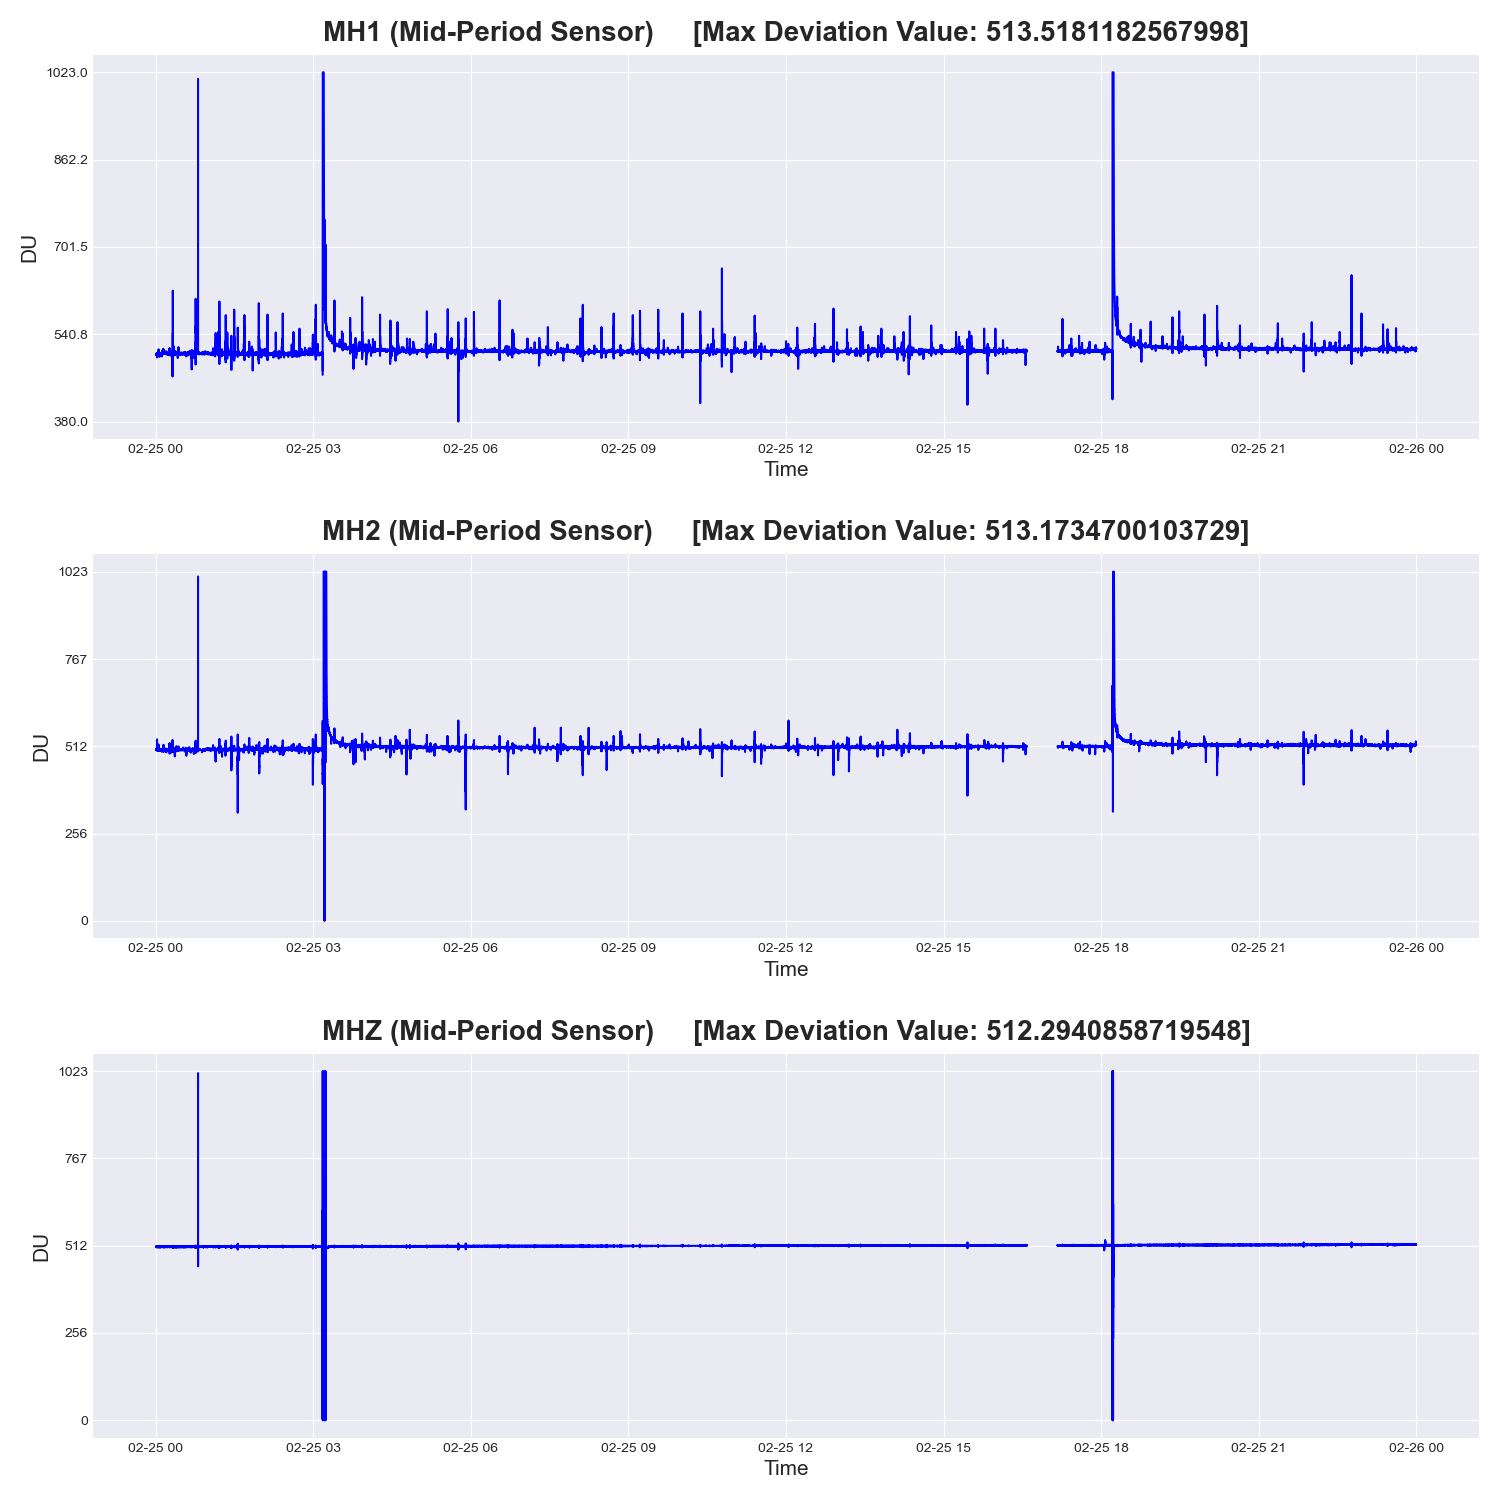 MH1 (Mid-Period Sensor) [Max Deviation Value: 513.5181182567998]
1023.0
862.2
701.5
540.8
380.0
DU
02-25 00 02-25 03 02-25 06 02-25 09 02-25 12 02-25 15 02-25 18 02-25 21 02-26 00
Time
MH2 (Mid-Period Sensor) [Max Deviation Value: 513.1734700103729]
1023
767
512
256
0
DU
02-25 00 02-25 03 02-25 06 02-25 09 02-25 12 02-25 15 02-25 18 02-25 21 02-26 00
Time
MHZ (Mid-Period Sensor) [Max Deviation Value: 512.2940858719548]
1023
767
512
256
0
DU
02-25 00 02-25 03 02-25 06 02-25 09 02-25 12 02-25 15 02-25 18 02-25 21 02-26 00
Time